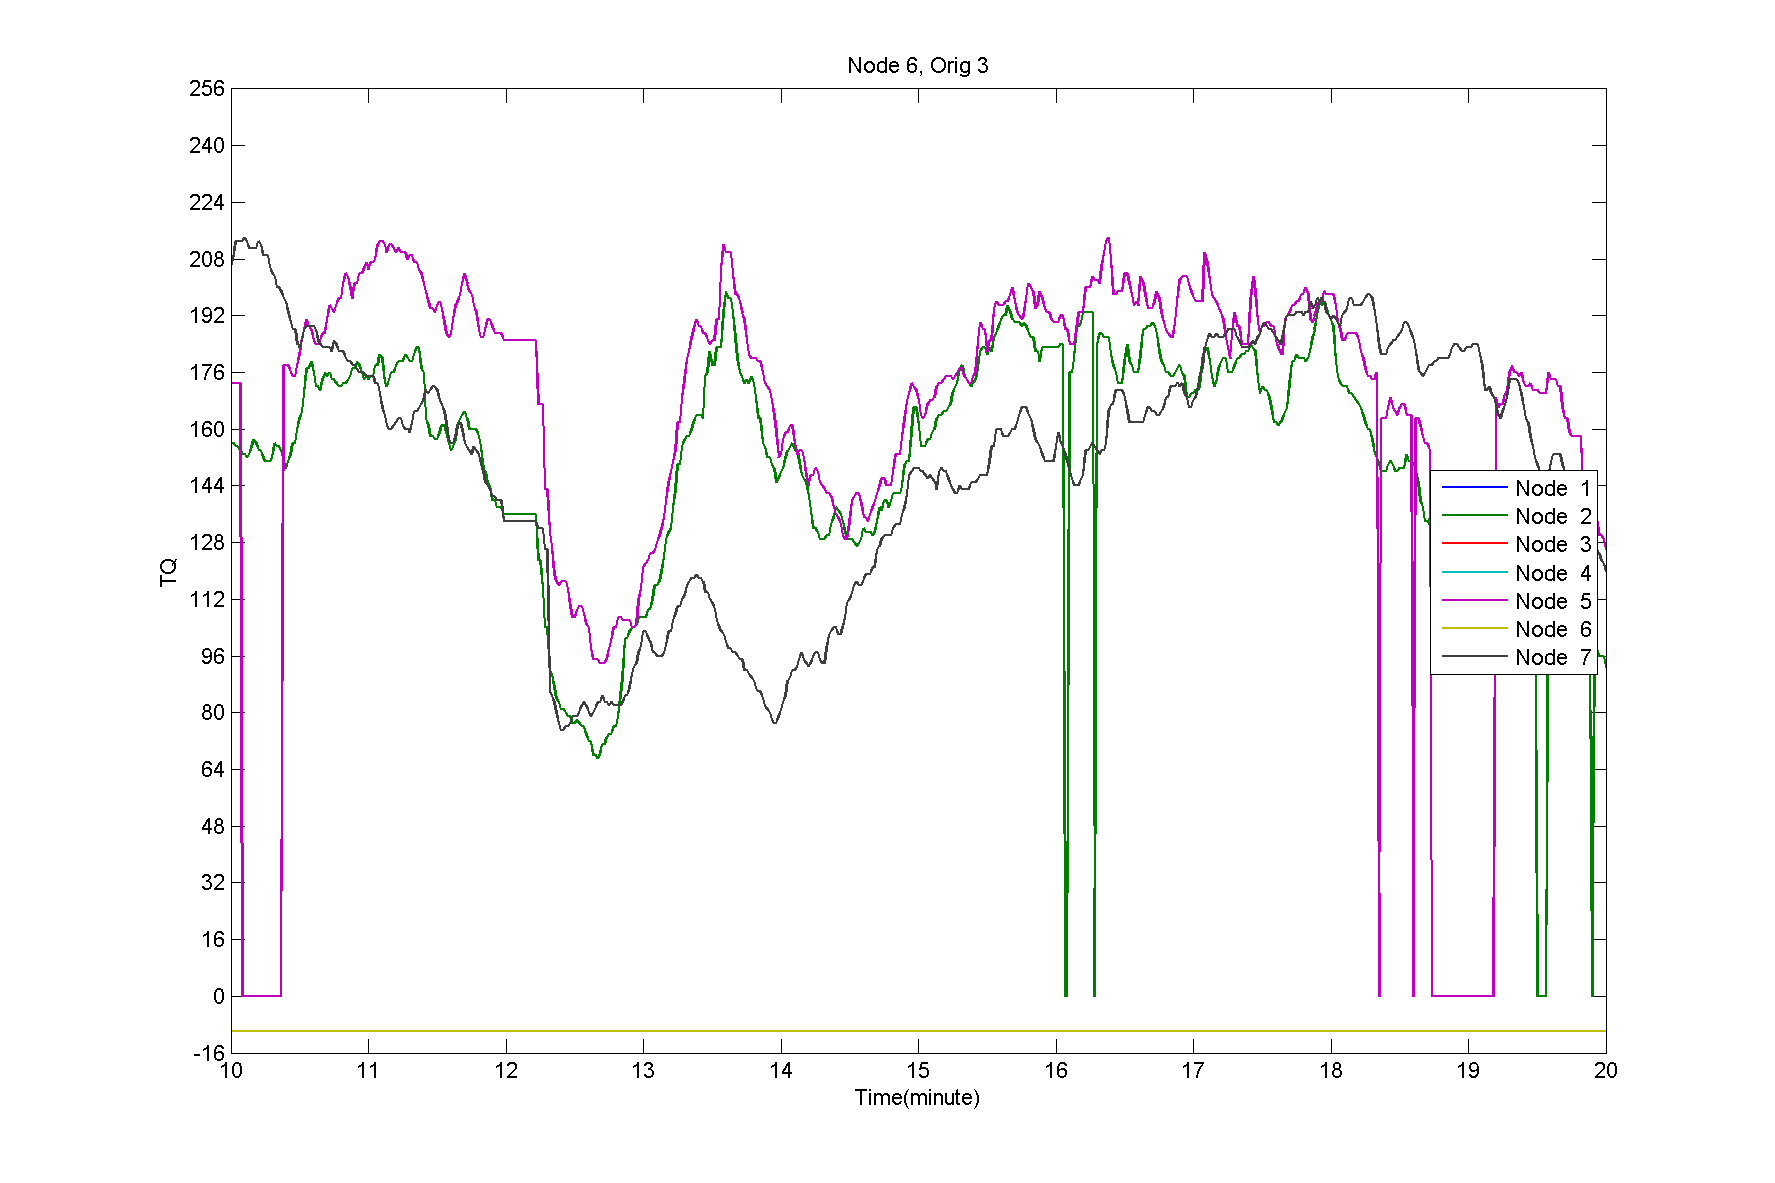 Node 6, Orig 3
256
240
224
208
192
176
160
144
128
112
96
80
64
48
32
16
0
-16
TQ
Node 1
Node 2
Node 3
Node 4
Node 5
Node 6
Node 7
10 11 12 13 14 15 16 17 18 19 20
Time(minute)